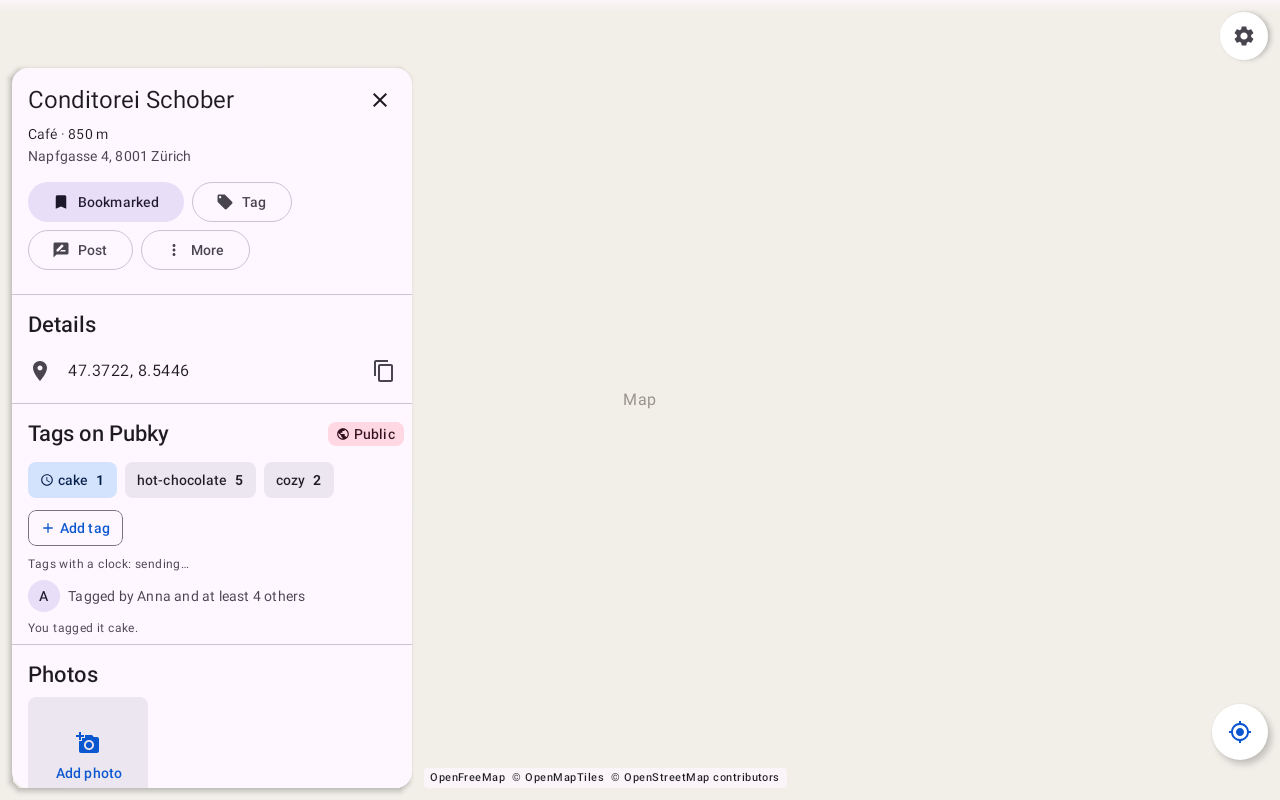 Conditorei Schober
Café · 850 m
Napfgasse 4, 8001 Zürich
Bookmarked
Tag
Post
More
Details
47.3722, 8.5446
Map
Tags on Pubky
Public
cake 1
hot-chocolate 5
cozy 2
Add tag
Tags with a clock: sending…
A
Tagged by Anna and at least 4 others
You tagged it cake.
Photos
Add photo
OpenFreeMap © OpenMapTiles © OpenStreetMap contributors